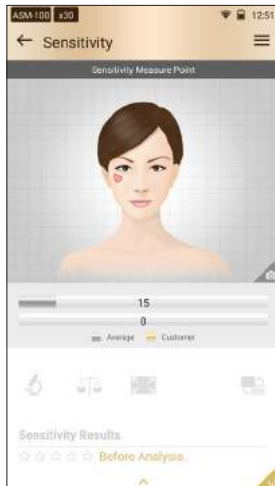 ASM-100 x30 12:51
Sensitivity
Sensitivity Measure Point
15
0
Average Customer
Sensitivity Results
Before Analysis